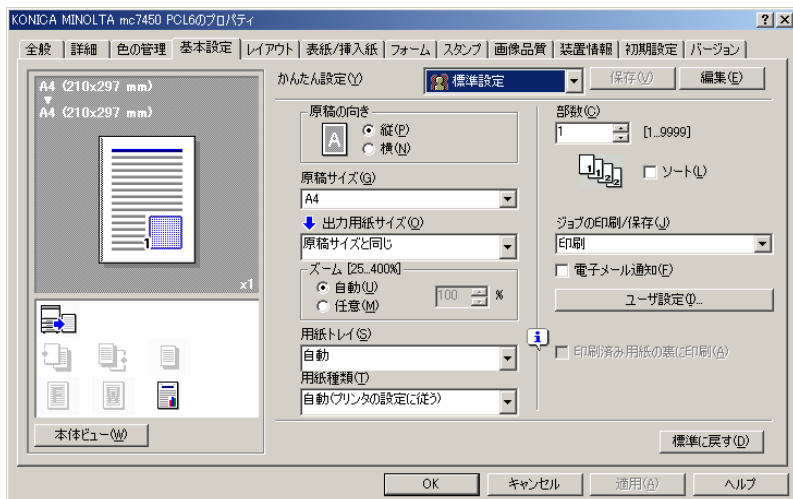 KONICA MINOLTA mc7450 PCL6のプロパティ
全般 詳細 色の管理 基本設定 レイアウト 表紙/挿入紙 フォーム スタンプ 画像品質 装置情報 初期設定 バージョン
A4 (210x297 mm)
A4 (210x297 mm)
1
x1
本体ビュー(W)
かんたん設定(Y) 標準設定 保存(V) 編集(E)
原稿の向き
A
縦(P)
横(N)
原稿サイズ(G)
A4
出力用紙サイズ(O)
原稿サイズと同じ
ズーム [25...400%]
自動(U)
任意(M)
100 %
用紙トレイ(S)
自動
用紙種類(T)
自動(プリンタの設定に従う)
部数(C)
1 [1...9999]
1 1 2 2 ソート(L)
ジョブの印刷/保存(J)
印刷
電子メール通知(F)
ユーザ設定(I)...
印刷済み用紙の裏に印刷(A)
標準に戻す(D)
OK キャンセル 適用(A) ヘルプ